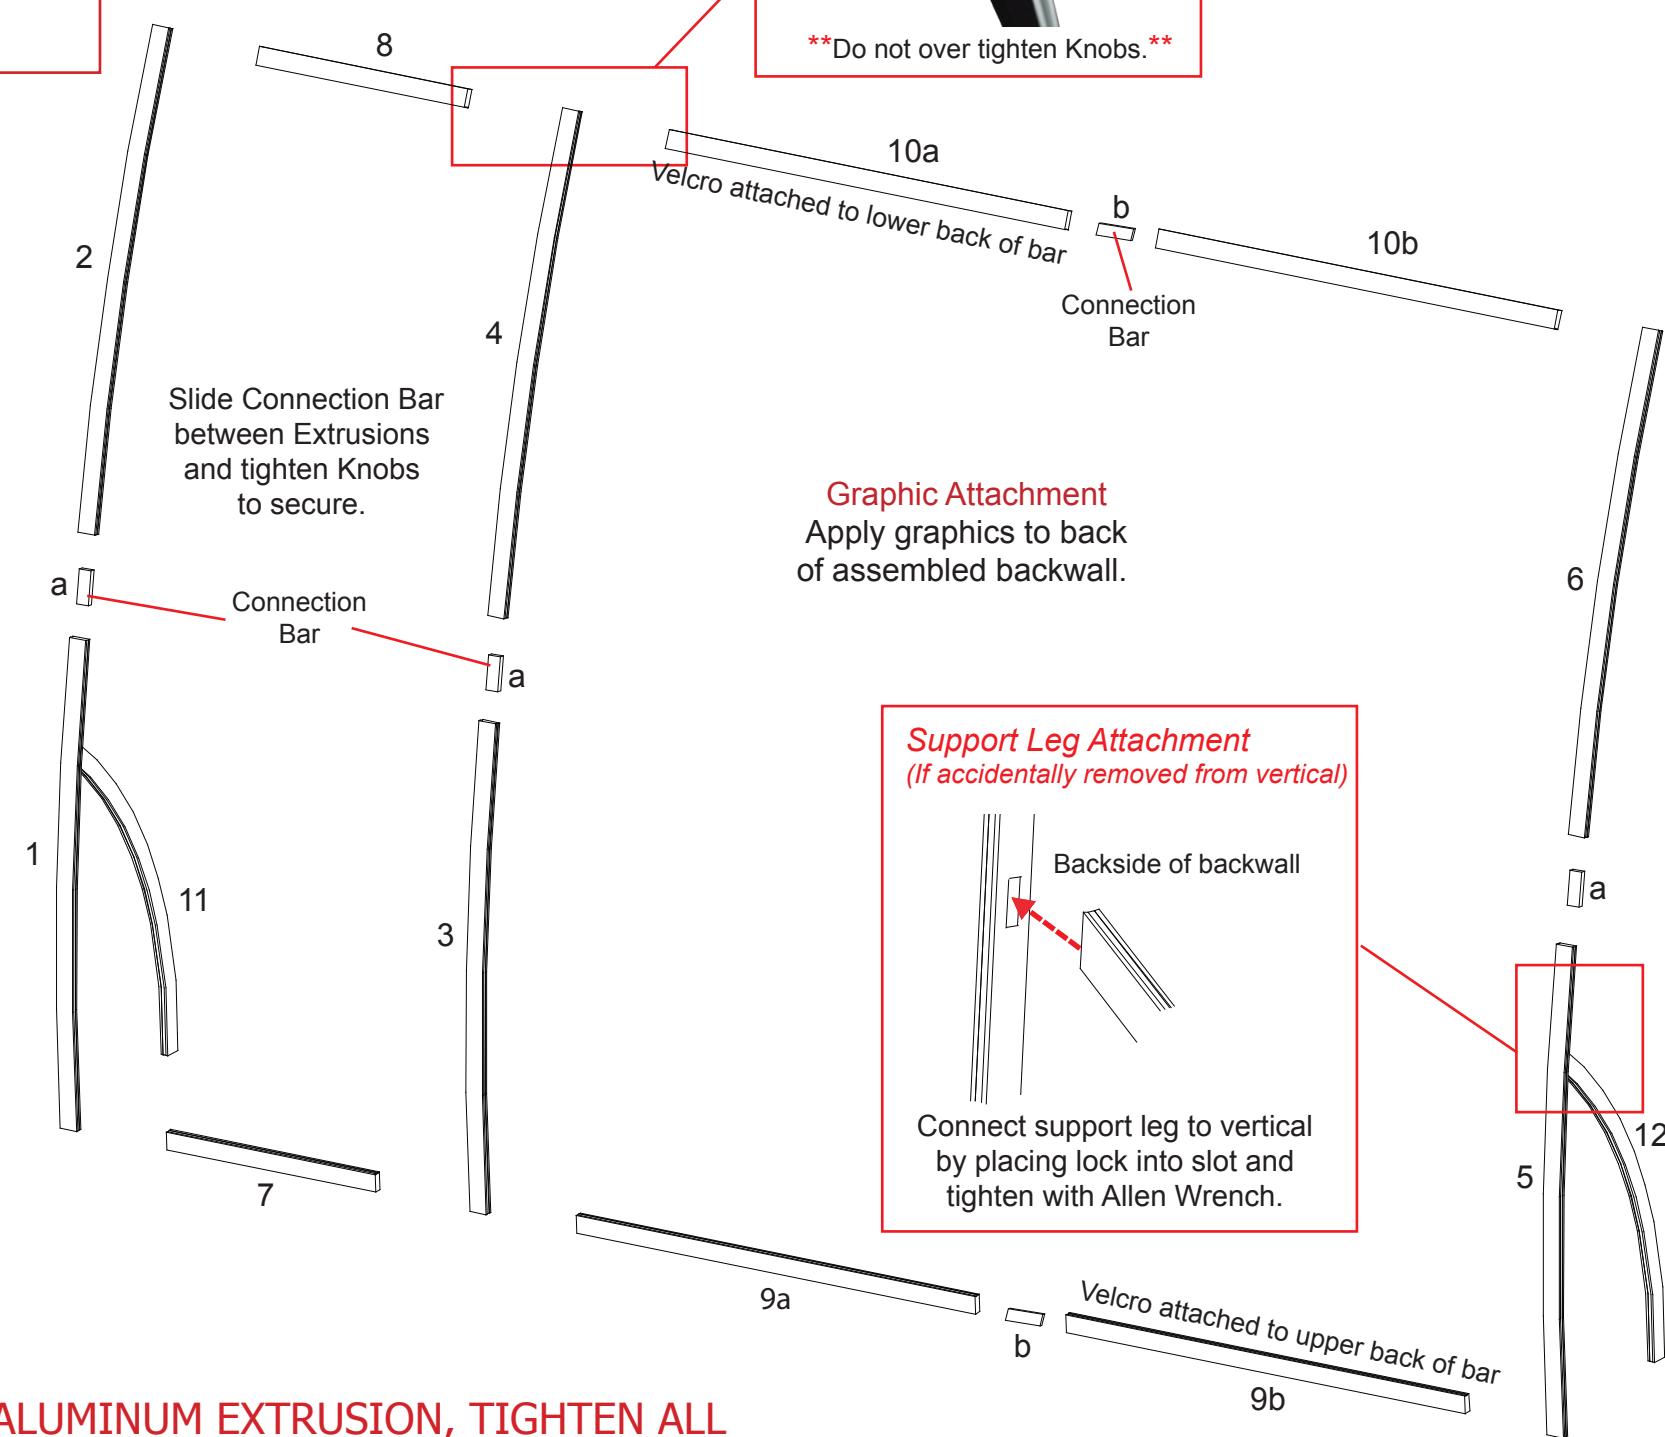 **Do not over tighten Knobs.**
8
10a
Velcro attached to lower back of bar
b
10b
Connection
Bar
2
4
Slide Connection Bar
between Extrusions
and tighten Knobs
to secure.
Graphic Attachment
Apply graphics to back
of assembled backwall.
6
a
Connection
Bar
a
a
Support Leg Attachment
(If accidentally removed from vertical)
Backside of backwall
Connect support leg to vertical
by placing lock into slot and
tighten with Allen Wrench.
1
11
3
5
12
7
9a
b
Velcro attached to upper back of bar
9b
ALUMINUM EXTRUSION, TIGHTEN ALL